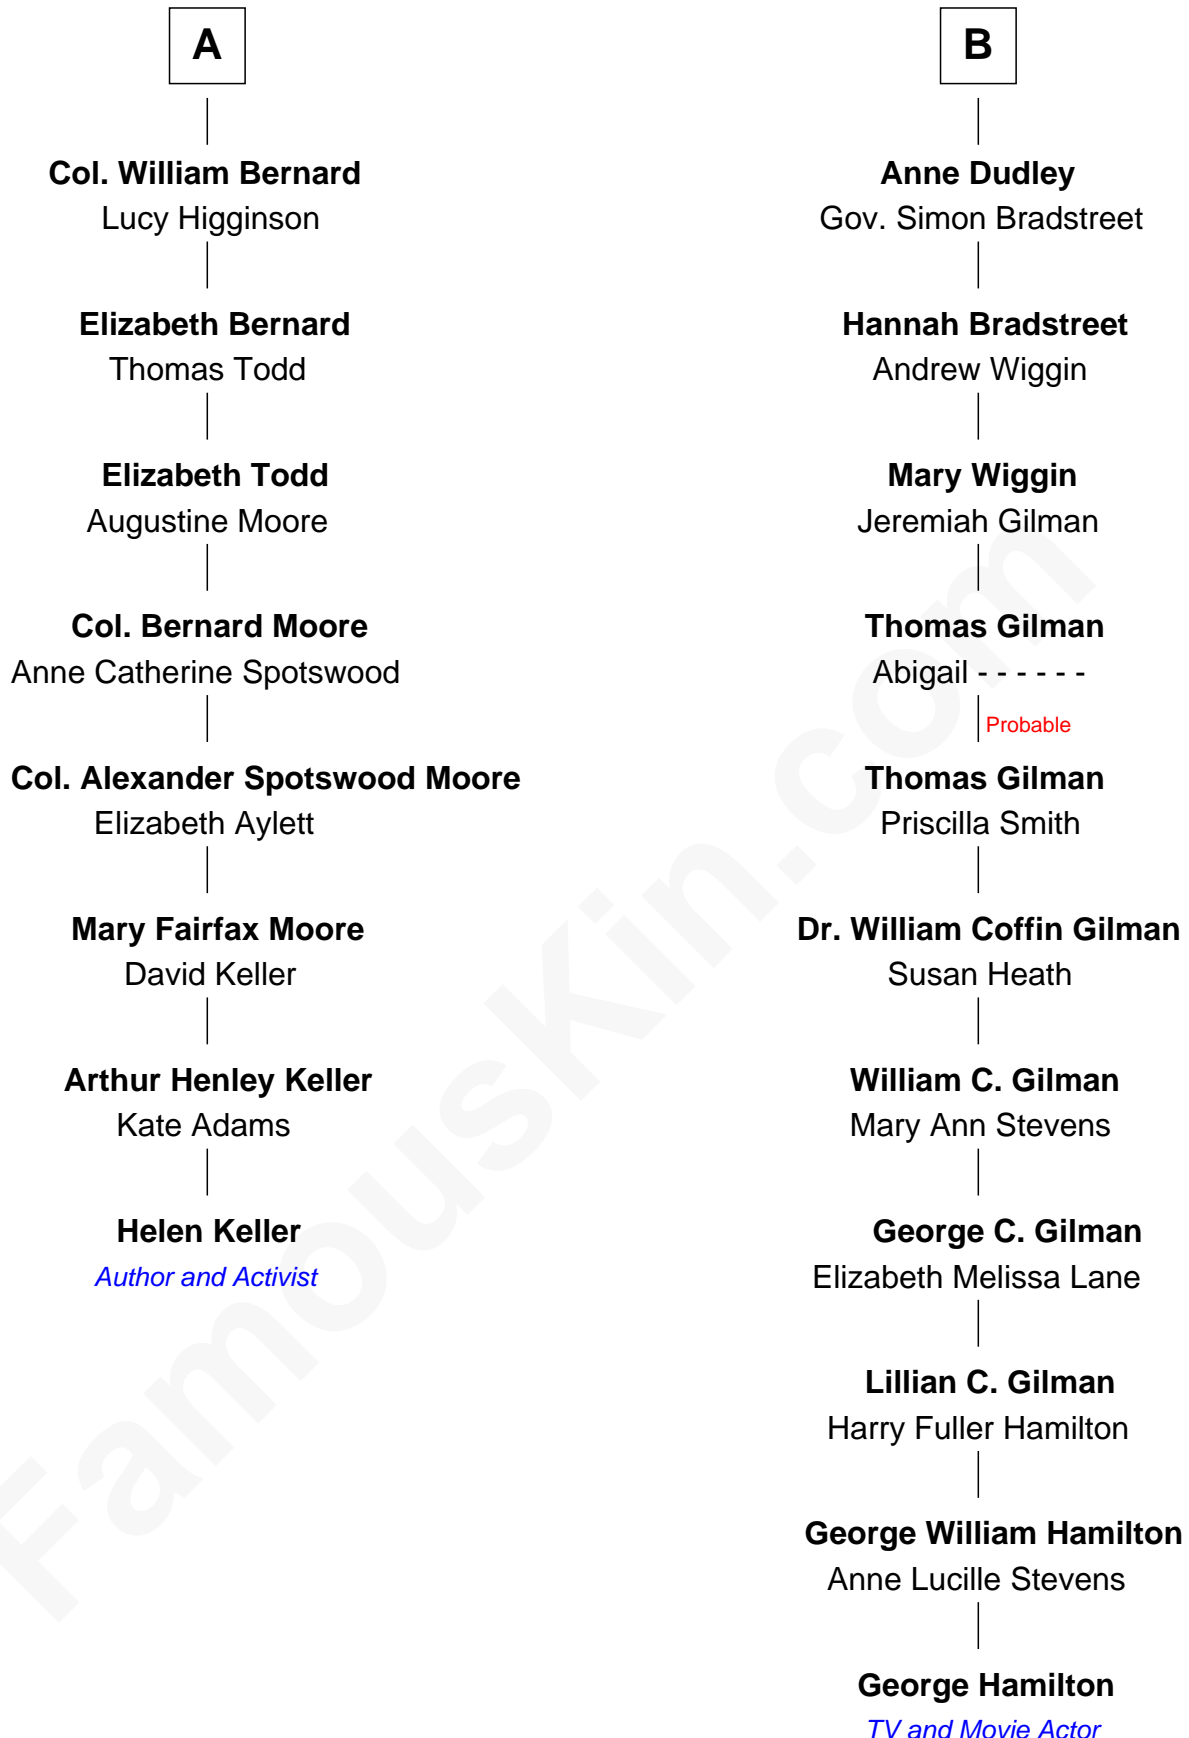 A
Col. William Bernard
Lucy Higginson
Elizabeth Bernard
Thomas Todd
Elizabeth Todd
Augustine Moore
Col. Bernard Moore
Anne Catherine Spotswood
Col. Alexander Spotswood Moore
Elizabeth Aylett
Mary Fairfax Moore
David Keller
Arthur Henley Keller
Kate Adams
Helen Keller
Author and Activist
B
Anne Dudley
Gov. Simon Bradstreet
Hannah Bradstreet
Andrew Wiggin
Mary Wiggin
Jeremiah Gilman
Thomas Gilman
Abigail - - - - - -
Probable
Thomas Gilman
Priscilla Smith
Dr. William Coffin Gilman
Susan Heath
William C. Gilman
Mary Ann Stevens
George C. Gilman
Elizabeth Melissa Lane
Lillian C. Gilman
Harry Fuller Hamilton
George William Hamilton
Anne Lucille Stevens
George Hamilton
TV and Movie Actor
FamousKin.com